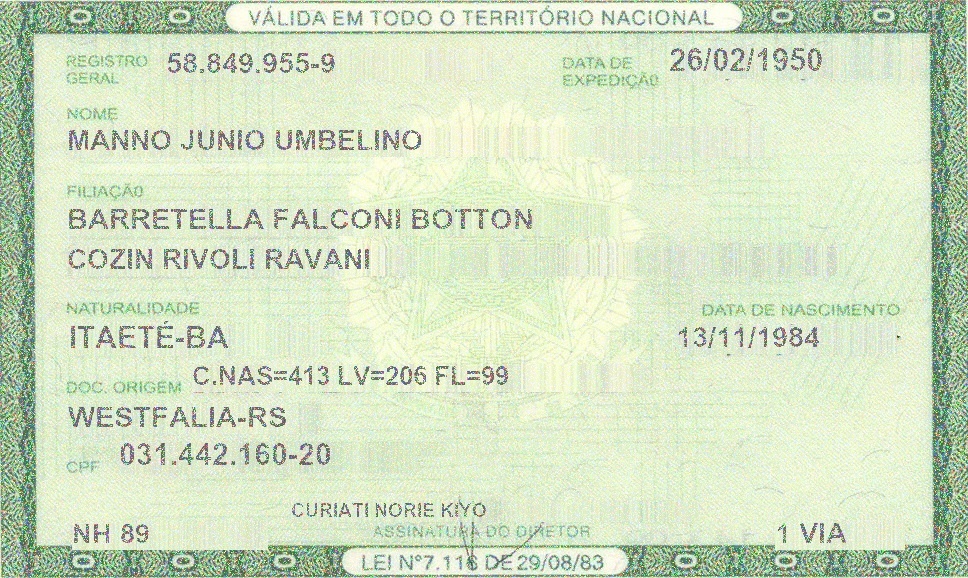 VÁLIDA EM TODO O TERRITÓRIO NACIONAL
REGISTRO GERAL 58.849.955-9 DATA DE EXPEDIÇÃO 26/02/1950
NOME
MANNO JUNIO UMBELINO
FILIAÇÃO
BARRETELLA FALCONI BOTTON
COZIN RIVOLI RAVANI
NATURALIDADE DATA DE NASCIMENTO
ITAETÉ-BA 13/11/1984
DOC. ORIGEM C.NAS=413 LV=206 FL=99
WESTFALIA-RS
CPF 031.442.160-20
CURIATI NORIE KIYO
NH 89 ASSINATURA DO DIRETOR 1 VIA
LEI Nº7.116 DE 29/08/83